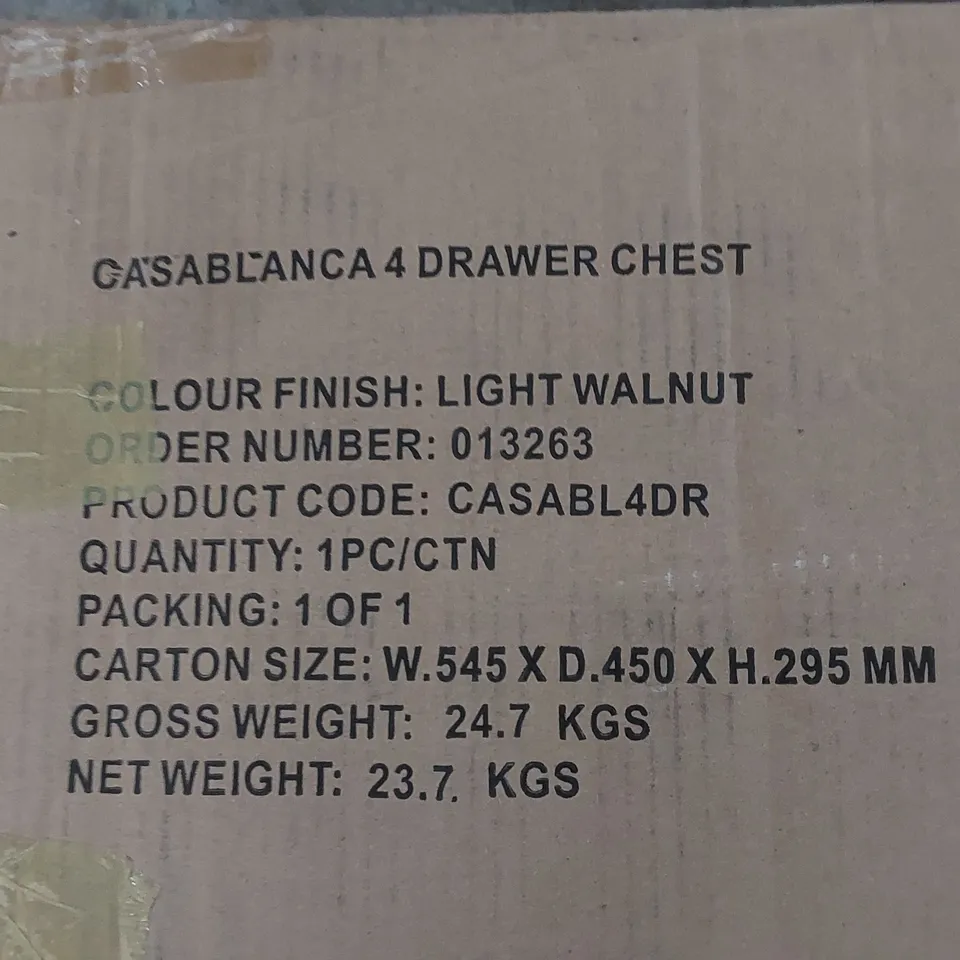 CASABLANCA 4 DRAWER CHEST
COLOUR FINISH: LIGHT WALNUT
ORDER NUMBER: 013263
PRODUCT CODE: CASABL4DR
QUANTITY: 1PC/CTN
PACKING: 1 OF 1
CARTON SIZE: W.545 X D.450 X H.295 MM
GROSS WEIGHT: 24.7 KGS
NET WEIGHT: 23.7. KGS